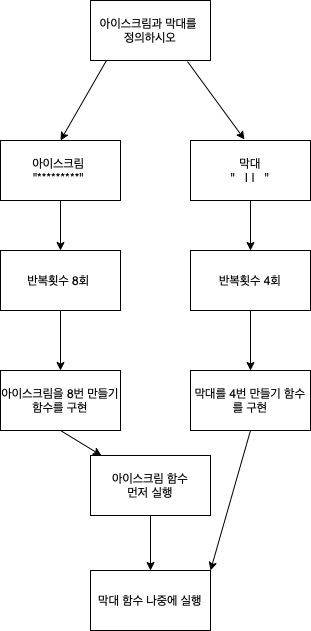 아이스크림과 막대를
정의하시오
아이스크림
"*********"
막대
"   ㅣㅣ   "
반복횟수 8회
반복횟수 4회
아이스크림을 8번 만들기
함수를 구현
막대를 4번 만들기 함수
를 구현
아이스크림 함수
먼저 실행
막대 함수 나중에 실행